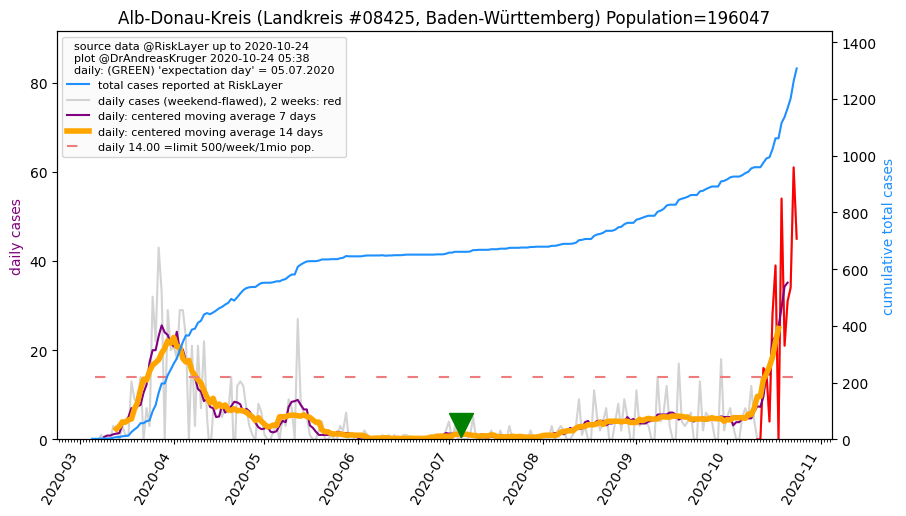 Alb-Donau-Kreis (Landkreis #08425, Baden-Württemberg) Population=196047
source data @RiskLayer up to 2020-10-24
plot @DrAndreasKruger 2020-10-24 05:38
daily: (GREEN) 'expectation day' = 05.07.2020
total cases reported at RiskLayer
daily cases (weekend-flawed), 2 weeks: red
daily: centered moving average 7 days
daily: centered moving average 14 days
daily 14.00 =limit 500/week/1mio pop.
daily cases
80
60
40
20
0
cumulative total cases
1400
1200
1000
800
600
400
200
0
2020-03
2020-04
2020-05
2020-06
2020-07
2020-08
2020-09
2020-10
2020-11